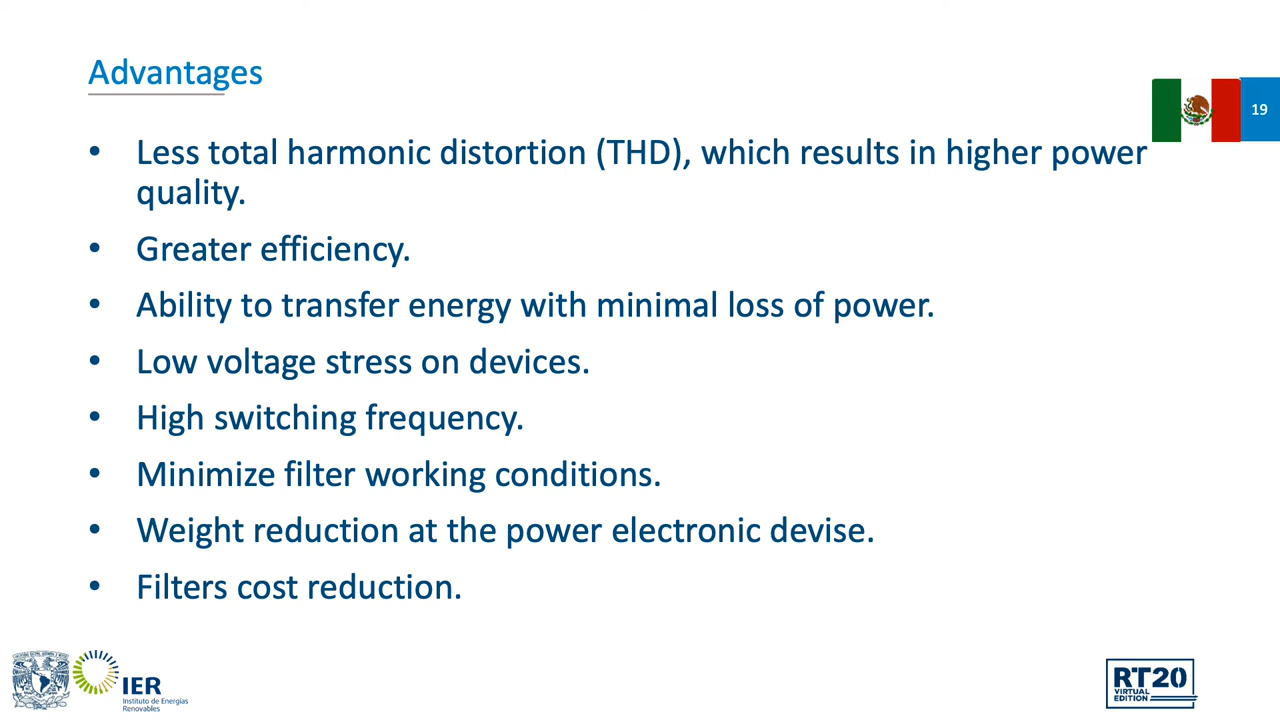 Advantages
19
• Less total harmonic distortion (THD), which results in higher power
quality.
• Greater efficiency.
• Ability to transfer energy with minimal loss of power.
• Low voltage stress on devices.
• High switching frequency.
• Minimize filter working conditions.
• Weight reduction at the power electronic devise.
• Filters cost reduction.
IER
Instituto de Energías
Renovables
RT20
VIRTUAL
EDITION